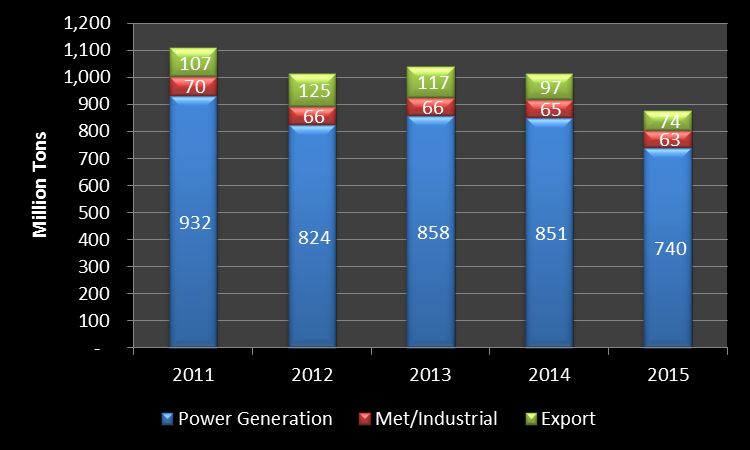 1,200
1,100
1,000
900
800
700
600
500
400
300
200
100
-
Million Tons
107 125 117 97 74
70 66 66 65 63
932 824 858 851 740
2011 2012 2013 2014 2015
Power Generation Met/Industrial Export